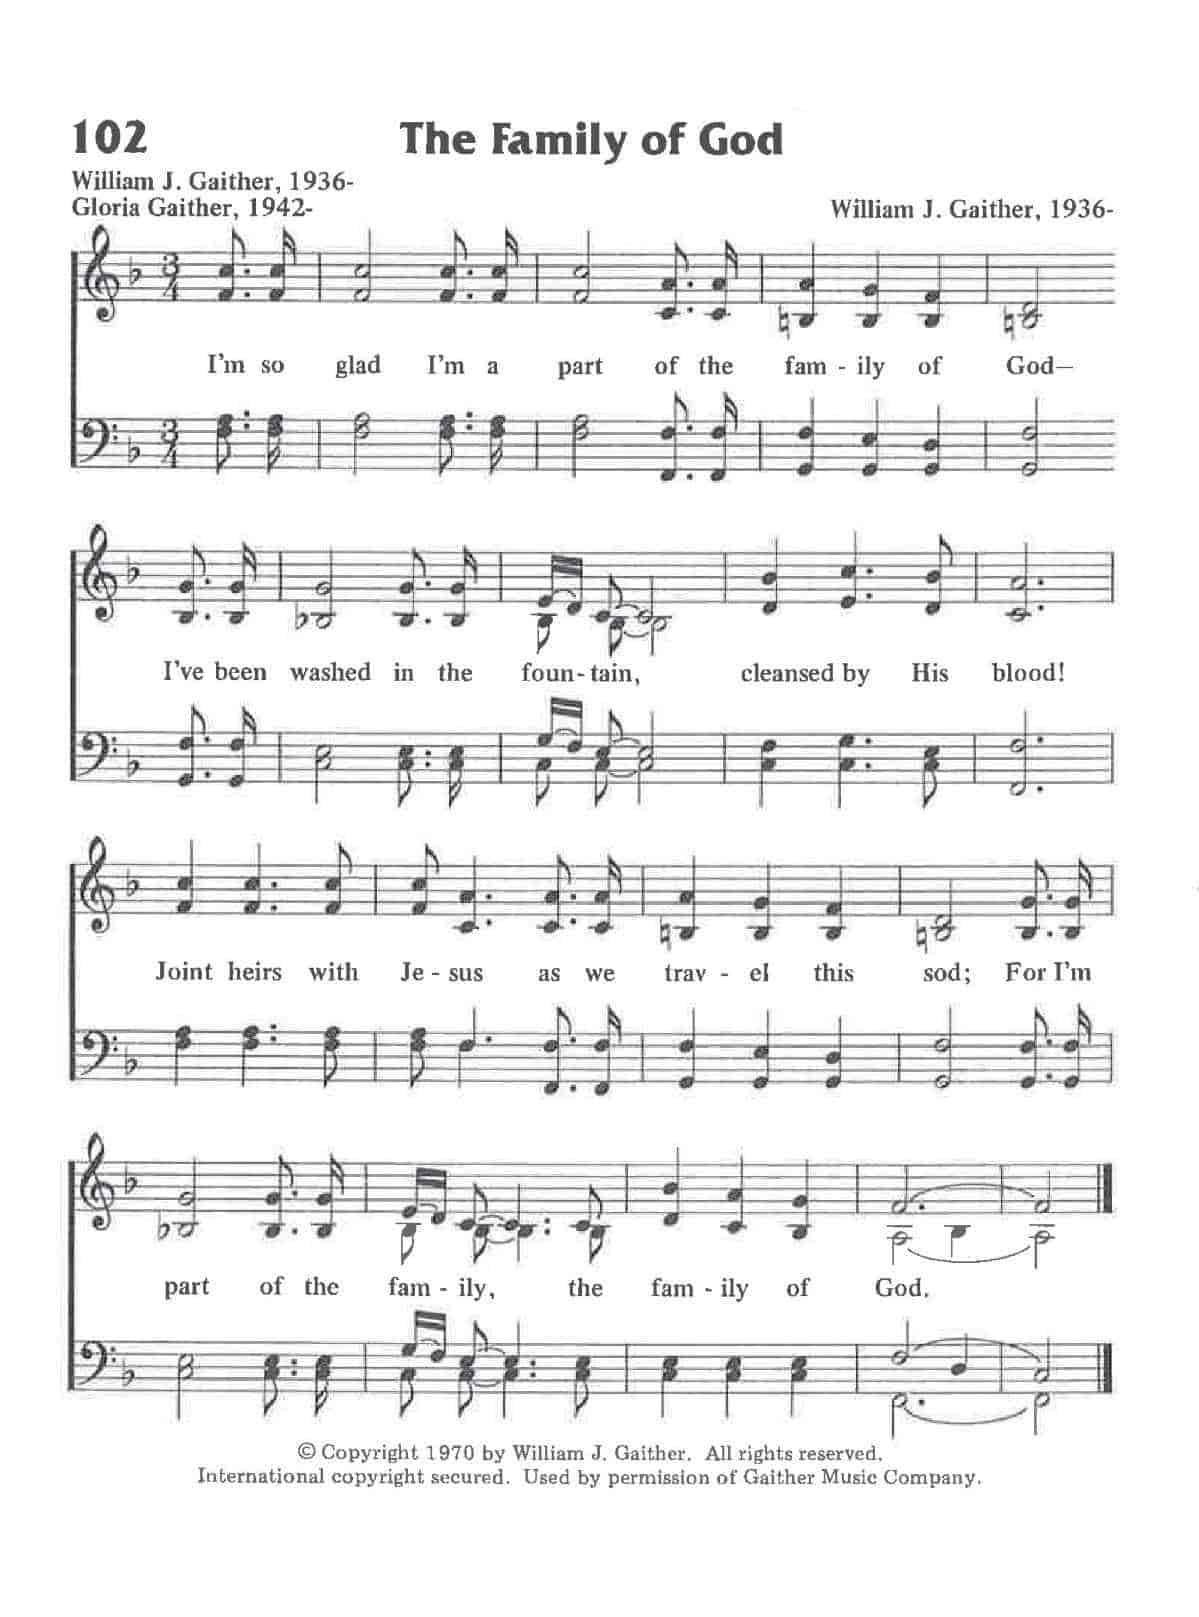 102 The Family of God
William J. Gaither, 1936-
Gloria Gaither, 1942- William J. Gaither, 1936-
I'm so glad I'm a part of the fam - ily of God—
I've been washed in the foun - tain, cleansed by His blood!
Joint heirs with Je - sus as we trav - el this sod; For I'm
part of the fam - ily, the fam - ily of God.
© Copyright 1970 by William J. Gaither. All rights reserved.
International copyright secured. Used by permission of Gaither Music Company.